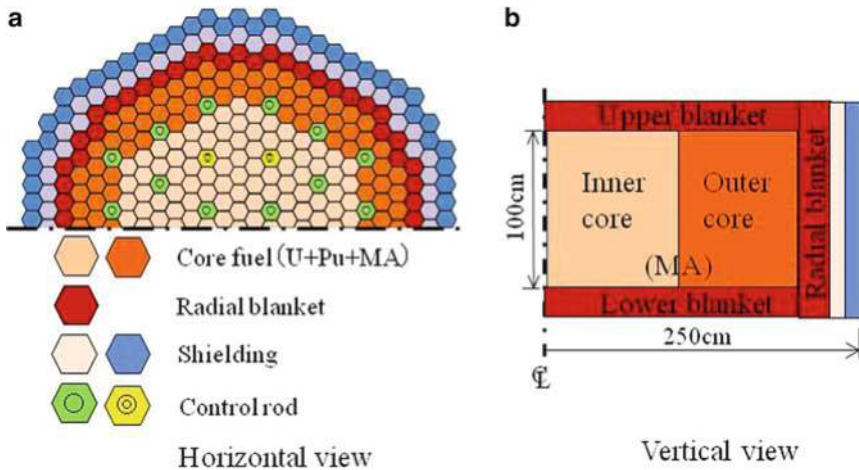 a
Core fuel (U+Pu+MA)
Radial blanket
Shielding
Control rod
Horizontal view
b
Upper blanket
100cm
Inner core
Outer core
(MA)
Radial blanket
Lower blanket
250cm
℄
Vertical view